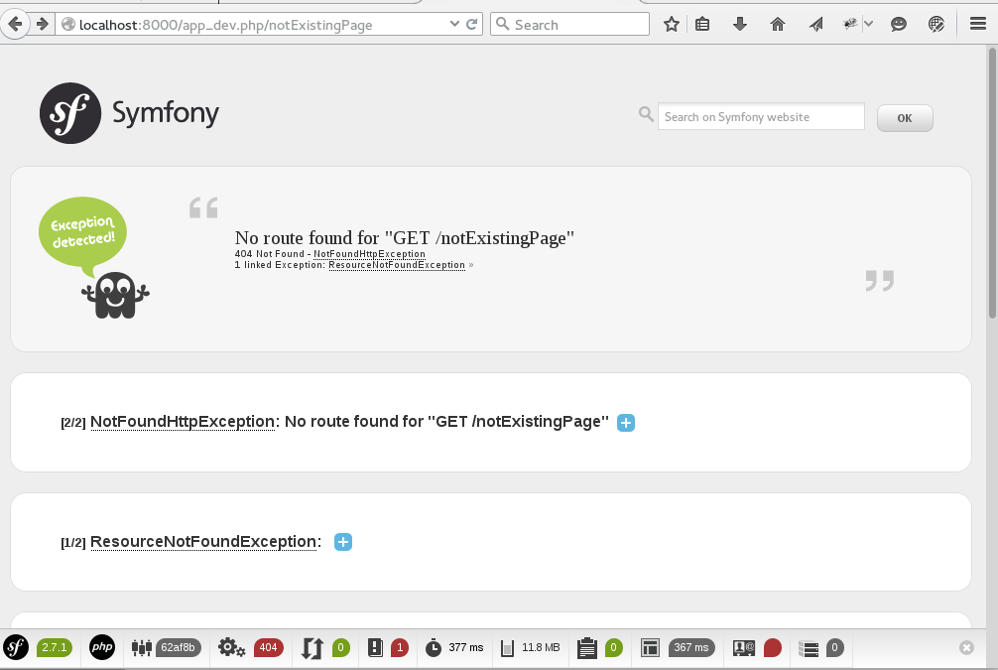 localhost:8000/app_dev.php/notExistingPage
Search
sf Symfony
Search on Symfony website
OK
Exception
detected!
“
No route found for "GET /notExistingPage"
404 Not Found - NotFoundHttpException
1 linked Exception: ResourceNotFoundException »
”
[2/2] NotFoundHttpException: No route found for "GET /notExistingPage"
[1/2] ResourceNotFoundException:
sf 2.7.1 php 62af8b 404 0 1 377 ms 11.8 MB 0 367 ms @ 0